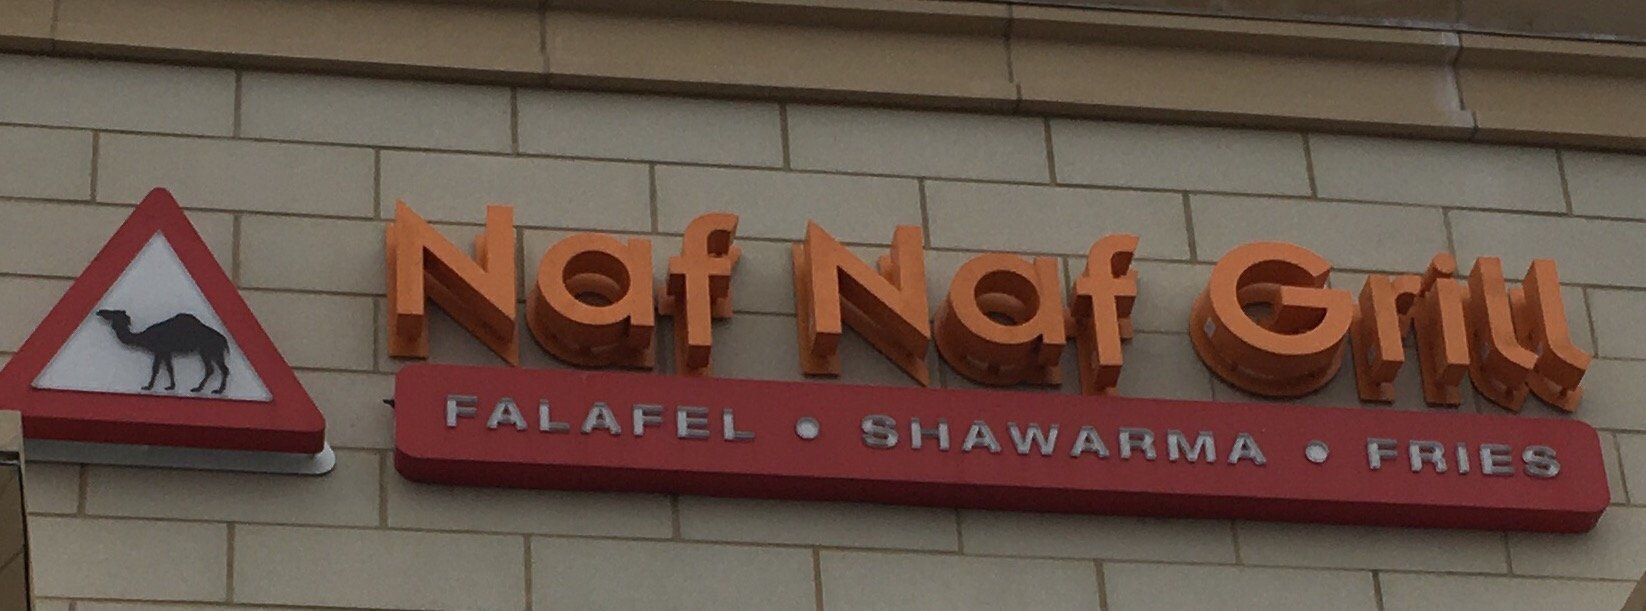 Naf Naf Grill
FALAFEL • SHAWARMA • FRIES